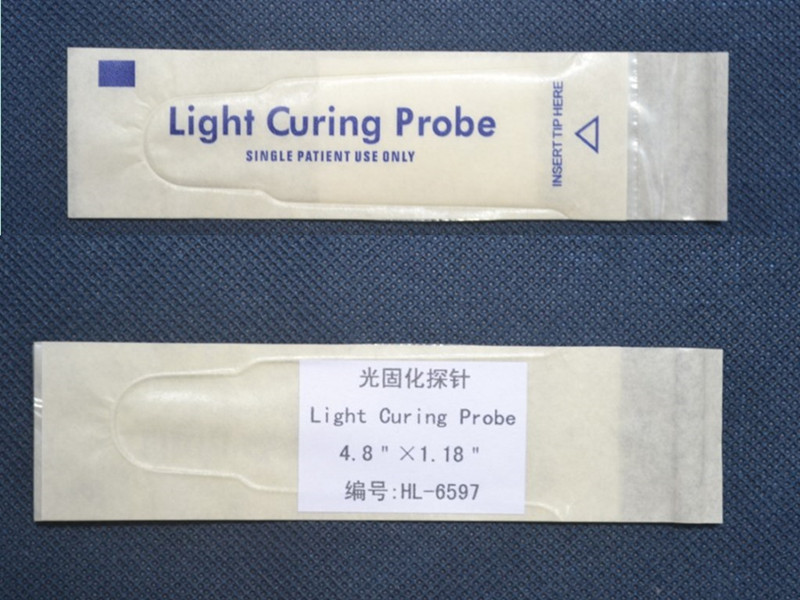 Light Curing Probe
SINGLE PATIENT USE ONLY
INSERT TIP HERE
光固化探针
Light Curing Probe
4.8"×1.18"
编号:HL-6597